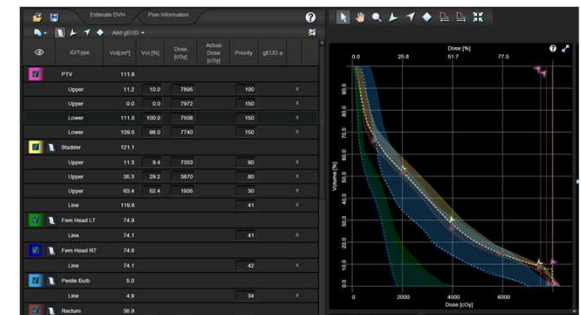 Estimate DVH
Plan Information
Add gEUD
ID/Type Vol[cm³] Vol [%] Dose [cGy] Actual Dose [cGy] Priority gEUD a
PTV 111.8
Upper 11.2 10.0 7895 100 x
Upper 0.0 0.0 7972 150 x
Lower 111.8 100.0 7508 150 x
Lower 109.5 98.0 7740 150 x
Bladder 121.1
Upper 11.3 9.4 7353 80 x
Upper 35.3 29.2 3870 80 x
Upper 63.4 52.4 1935 30 x
Line 119.8 41 x
Fem Head LT 74.9
Line 74.1 41 x
Fem Head RT 74.8
Line 74.1 42 x
Penile Bulb 5.0
Line 4.9 34 x
Rectum 36.9
Dose [%]
0.0 25.8 51.7 77.5
Volume [%]
90.0
80.0
70.0
60.0
50.0
40.0
30.0
20.0
10.0
0.0
0 2000 4000 6000
Dose [cGy]